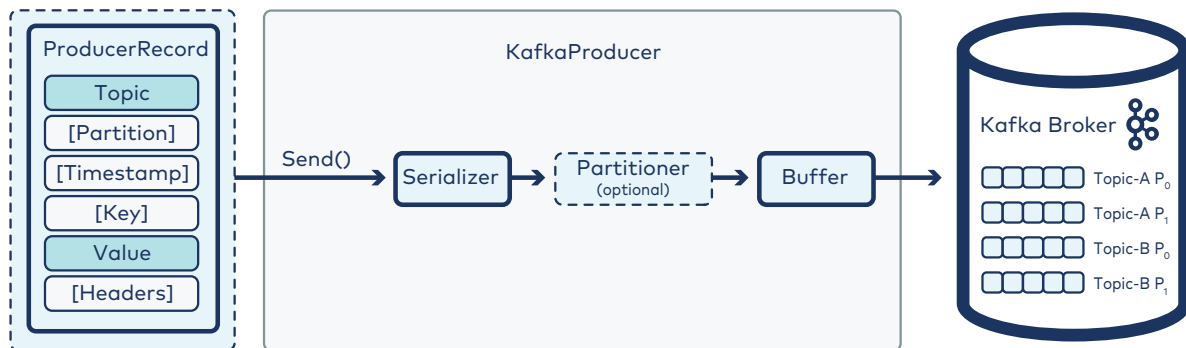 ProducerRecord
Topic
[Partition]
[Timestamp]
[Key]
Value
[Headers]
KafkaProducer
Send()
Serializer
Partitioner
(optional)
Buffer
Kafka Broker
Topic-A P₀
Topic-A P₁
Topic-B P₀
Topic-B P₁